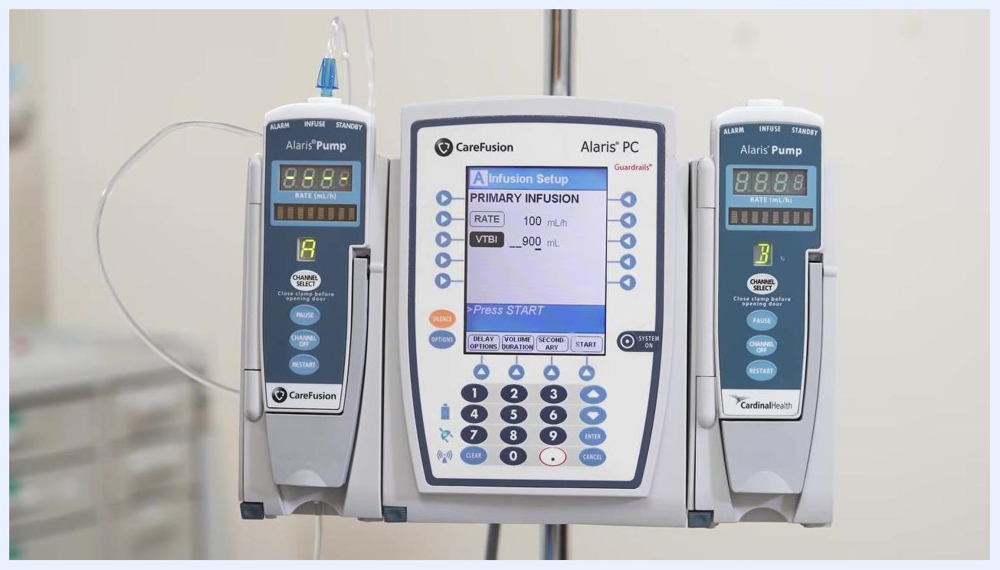 ALARM INFUSE STANDBY
Alaris® Pump
RATE (mL/h)
A
CHANNEL
SELECT
Close clamp before
opening door
PAUSE
CHANNEL
OFF
RESTART
CareFusion
CareFusion
Alaris® PC
Guardrails®
A Infusion Setup
PRIMARY INFUSION
RATE 100 mL/h
VTBI __900 mL
>Press START
DELAY
OPTIONS
VOLUME
DURATION
SECOND-
ARY
START
SILENCE
OPTIONS
SYSTEM
ON
1 2 3
4 5 6
7 8 9 ENTER
CLEAR 0 . CANCEL
ALARM INFUSE STANDBY
Alaris® Pump
RATE (mL/h)
B
CHANNEL
SELECT
Close clamp before
opening door
PAUSE
CHANNEL
OFF
RESTART
CardinalHealth